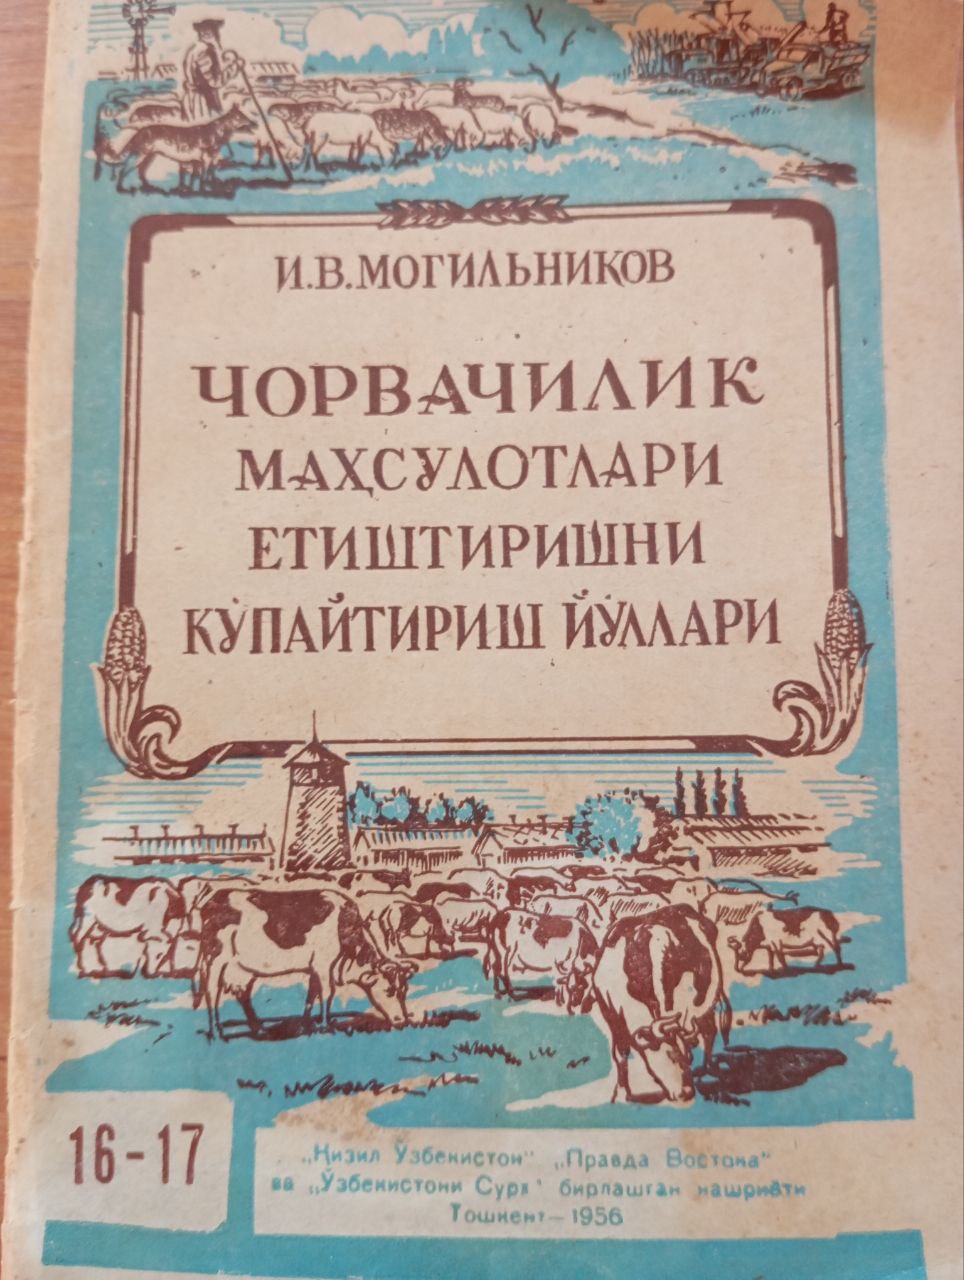 И.В.МОГИЛЬНИКОВ
ЧОРВАЧИЛИК
МАҲСУЛОТЛАРИ
ЕТИШТИРИШНИ
КЎПАЙТИРИШ ЙЎЛЛАРИ
16-17
„Қизил Ўзбекистон" „Правда Востока"
ва „Ўзбекистони Сурх" бирлашган нашриёти
Тошкент—1956